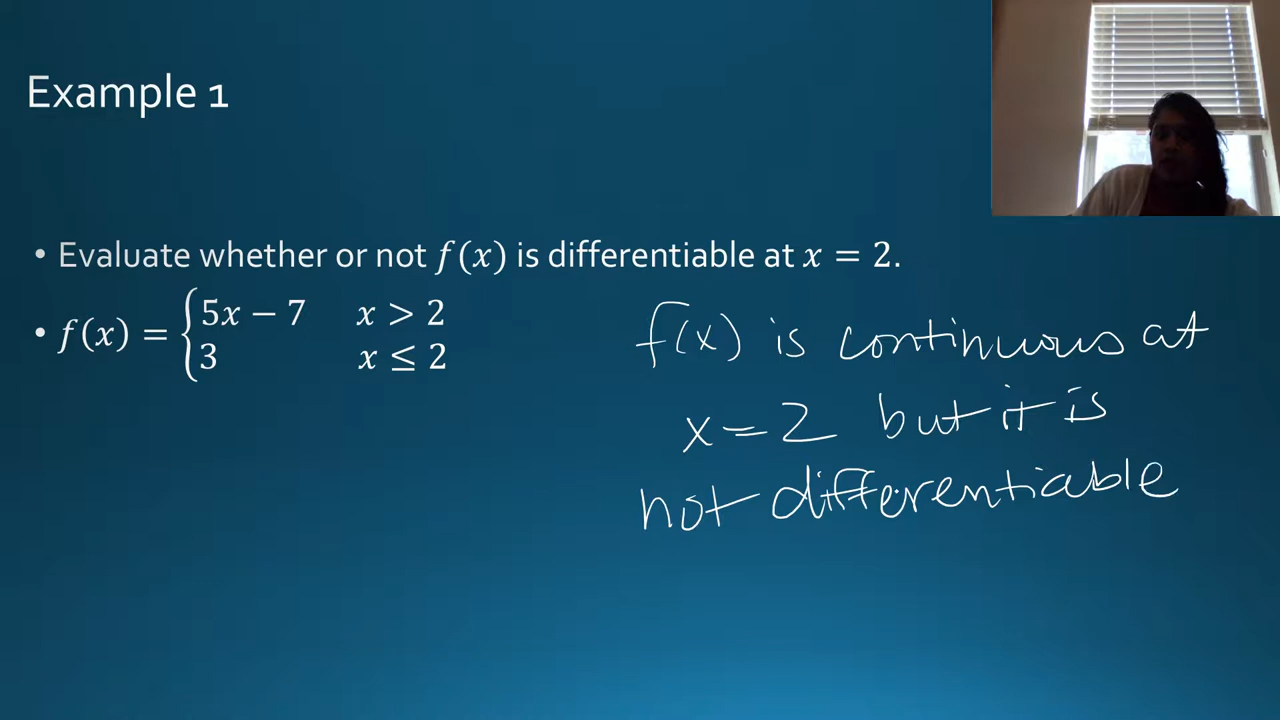 Example 1
• Evaluate whether or not f(x) is differentiable at x = 2.
• f(x) = { 5x − 7 x > 2
3 x ≤ 2
f(x) is continuous at
x = 2 but it is
not differentiable